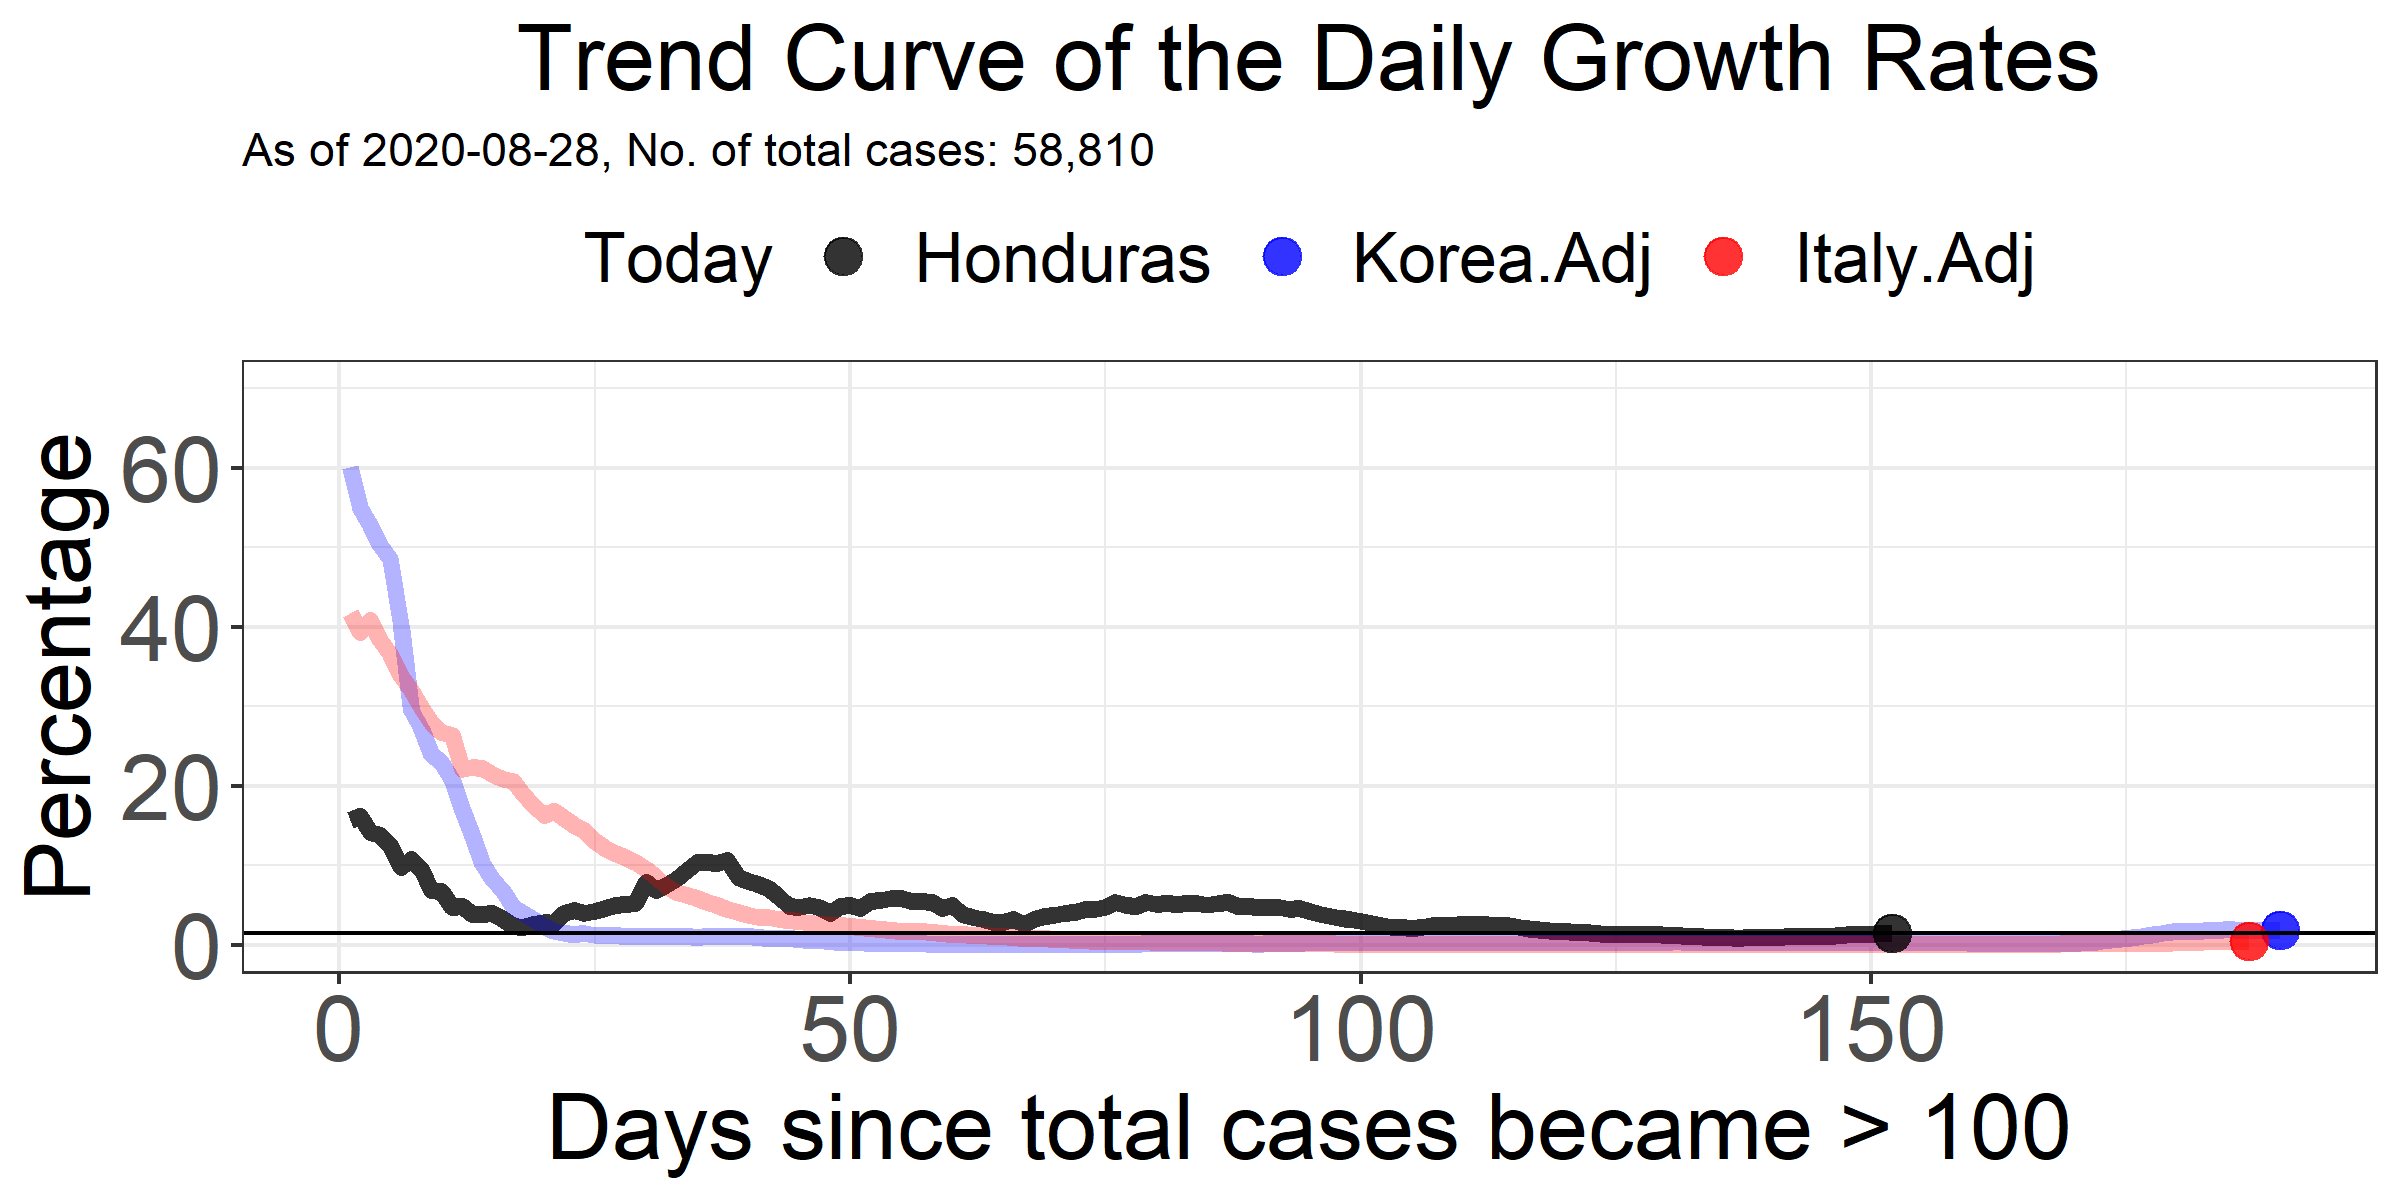 Trend Curve of the Daily Growth Rates
As of 2020-08-28, No. of total cases: 58,810
Today Honduras Korea.Adj Italy.Adj
Percentage
60
40
20
0
0 50 100 150
Days since total cases became > 100